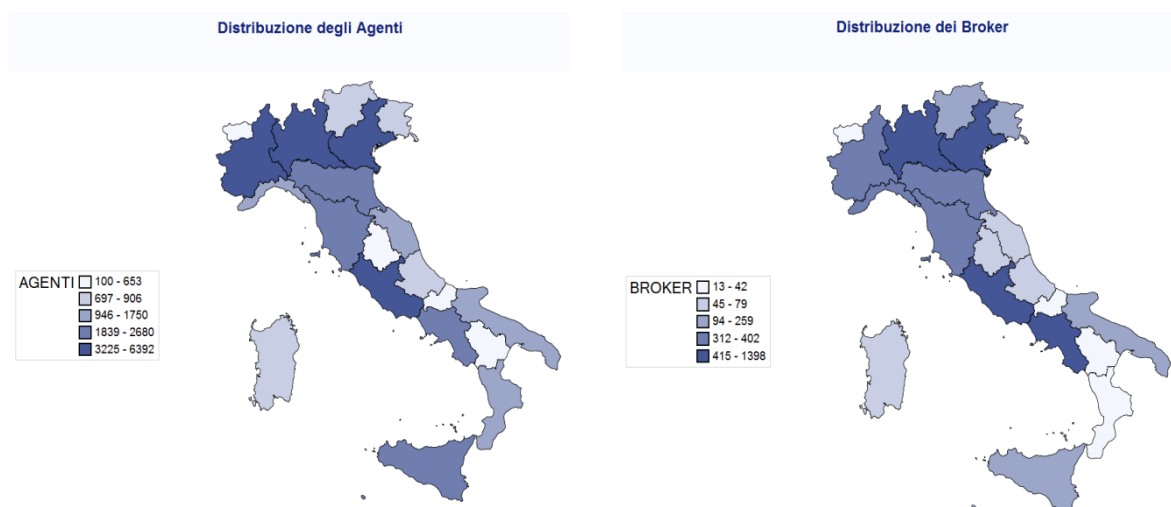 Distribuzione degli Agenti
AGENTI
100 - 653
697 - 906
946 - 1750
1839 - 2680
3225 - 6392
Distribuzione dei Broker
BROKER
13 - 42
45 - 79
94 - 259
312 - 402
415 - 1398